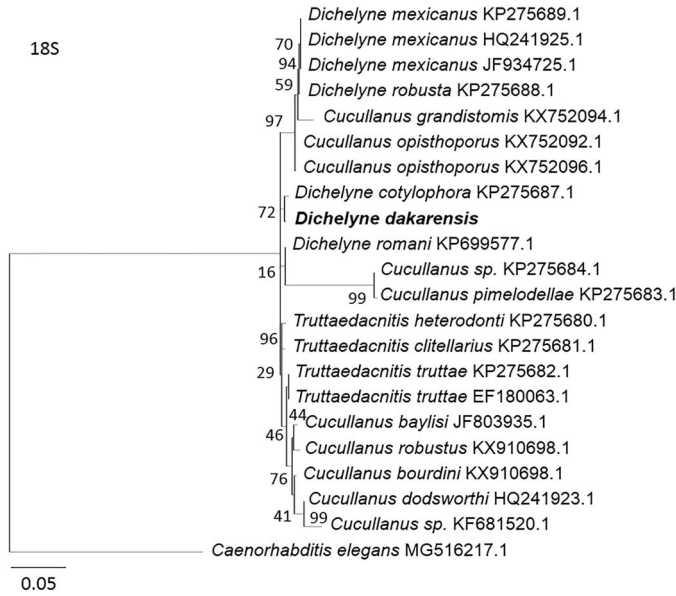 Dichelyne mexicanus KP275689.1
70
Dichelyne mexicanus HQ241925.1
18S
94
Dichelyne mexicanus JF934725.1
59
Dichelyne robusta KP275688.1
97
Cucullanus grandistomis KX752094.1
Cucullanus opisthoporus KX752092.1
Cucullanus opisthoporus KX752096.1
Dichelyne cotylophora KP275687.1
72
Dichelyne dakarensis
Dichelyne romani KP699577.1
16
Cucullanus sp. KP275684.1
99
Cucullanus pimelodellae KP275683.1
Truttaedacnitis heterodonti KP275680.1
96
Truttaedacnitis clitellarius KP275681.1
29
Truttaedacnitis truttae KP275682.1
Truttaedacnitis truttae EF180063.1
44
Cucullanus baylisi JF803935.1
46
Cucullanus robustus KX910698.1
Cucullanus bourdini KX910698.1
76
Cucullanus dodsworthi HQ241923.1
41
99
Cucullanus sp. KF681520.1
Caenorhabditis elegans MG516217.1
0.05